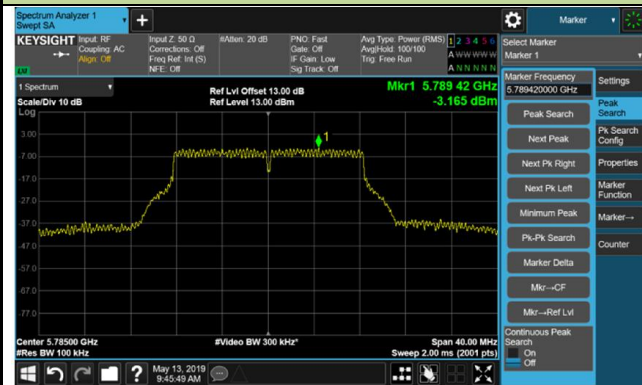 Spectrum Analyzer 1
Swept SA
+
KEYSIGHT
Input: RF
Coupling: AC
Align: Off
Input Z: 50 Ω
Corrections: Off
Freq Ref: Int (S)
NFE: Off
#Atten: 20 dB
PNO: Fast
Gate: Off
IF Gain: Low
Sig Track: Off
Avg Type: Power (RMS)
Avg|Hold: 100/100
Trig: Free Run
1 2 3 4 5 6
A W W W W W
A N N N N N
LXI
1 Spectrum
Scale/Div 10 dB
Log
Ref Lvl Offset 13.00 dB
Ref Level 13.00 dBm
Mkr1 5.789 42 GHz
-3.165 dBm
1
3.00
-7.00
-17.0
-27.0
-37.0
-47.0
-57.0
-67.0
-77.0
Center 5.78500 GHz
#Res BW 100 kHz
#Video BW 300 kHz*
Span 40.00 MHz
Sweep 2.00 ms (2001 pts)
?
May 13, 2019
9:45:49 AM
Marker
Select Marker
Marker 1
Marker Frequency
5.789420000 GHz
Peak Search
Next Peak
Next Pk Right
Next Pk Left
Minimum Peak
Pk-Pk Search
Marker Delta
Mkr→CF
Mkr→Ref Lvl
Continuous Peak
Search
On
Off
Settings
Peak
Search
Pk Search
Config
Properties
Marker
Function
Marker→
Counter